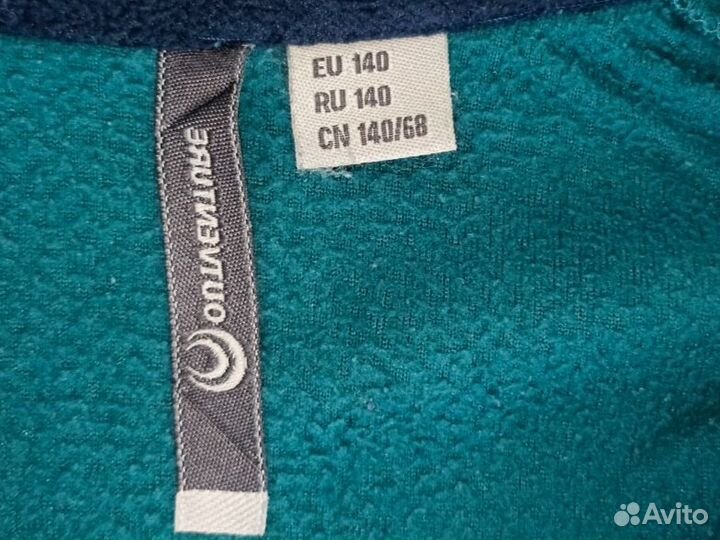 EU 140
RU 140
CN 140/68
OUTVENTURE
Avito